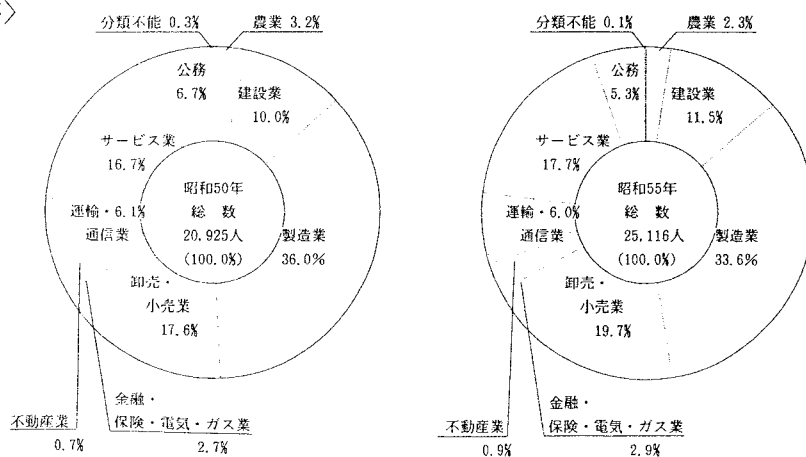 分類不能 0.3%
農業 3.2%
公務
6.7%
建設業
10.0%
サービス業
16.7%
昭和50年
総 数
20,925人
(100.0%)
運輸・6.1%
通信業
製造業
36.0%
卸売・
小売業
17.6%
金融・
保険・電気・ガス業
2.7%
不動産業
0.7%
分類不能 0.1%
農業 2.3%
公務
5.3%
建設業
11.5%
サービス業
17.7%
昭和55年
総 数
25,116人
(100.0%)
運輸・6.0%
通信業
製造業
33.6%
卸売・
小売業
19.7%
金融・
保険・電気・ガス業
2.9%
不動産業
0.9%